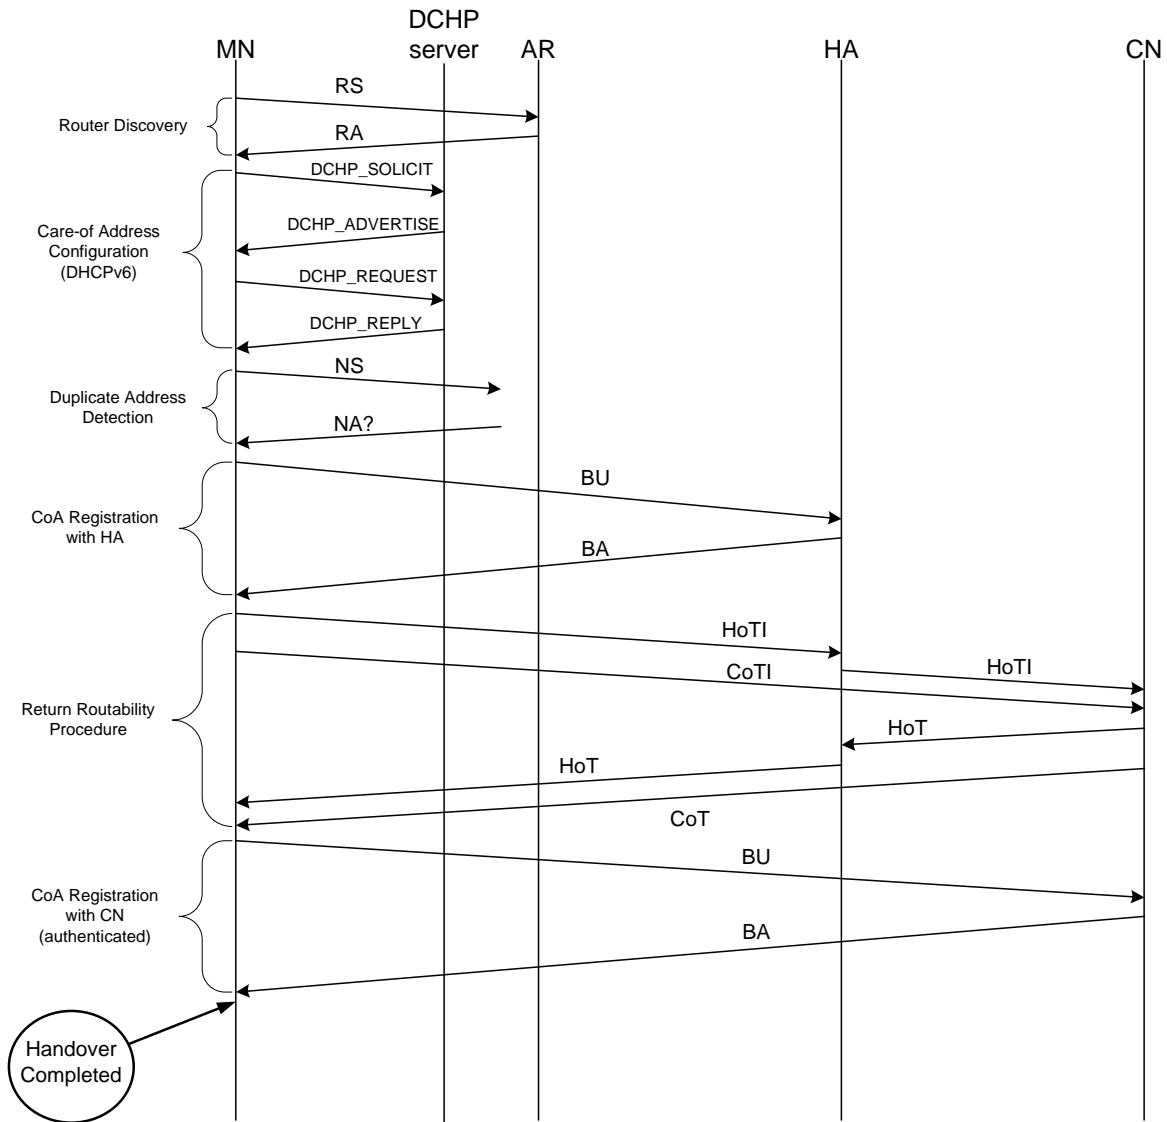 MN
DCHP
server
AR
HA
CN
RS
Router Discovery
RA
DCHP_SOLICIT
Care-of Address
Configuration
(DHCPv6)
DCHP_ADVERTISE
DCHP_REQUEST
DCHP_REPLY
NS
Duplicate Address
Detection
NA?
BU
CoA Registration
with HA
BA
HoTI
HoTI
CoTI
Return Routability
Procedure
HoT
HoT
CoT
BU
CoA Registration
with CN
(authenticated)
BA
Handover
Completed